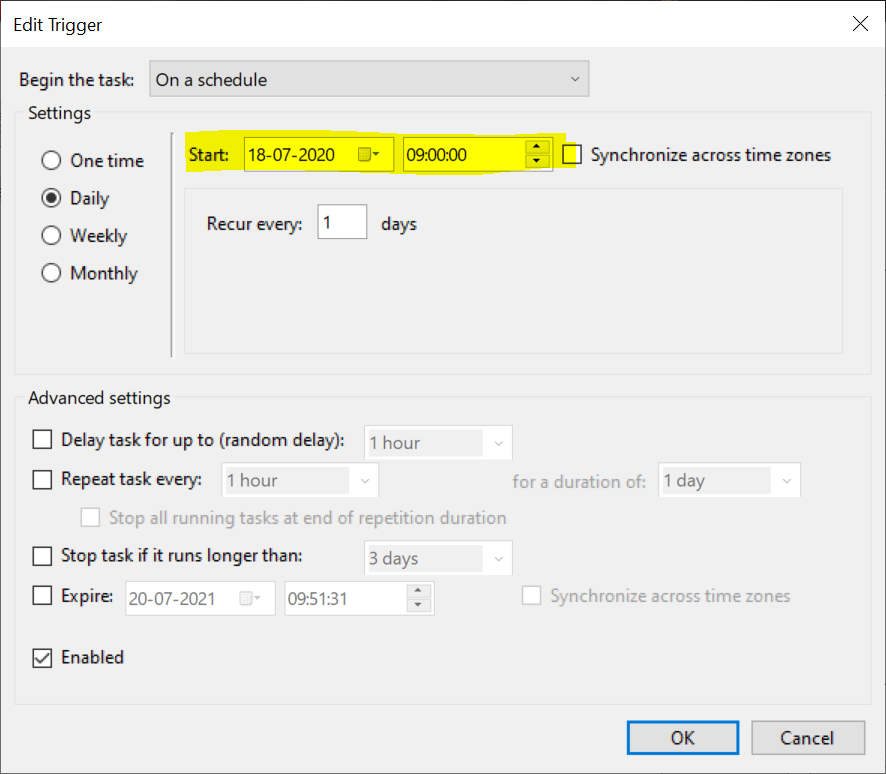 Edit Trigger
Begin the task: On a schedule
Settings
Start: 18-07-2020 09:00:00 Synchronize across time zones
One time
Daily
Weekly
Monthly
Recur every: 1 days
Advanced settings
Delay task for up to (random delay): 1 hour
Repeat task every: 1 hour for a duration of: 1 day
Stop all running tasks at end of repetition duration
Stop task if it runs longer than: 3 days
Expire: 20-07-2021 09:51:31 Synchronize across time zones
Enabled
OK Cancel